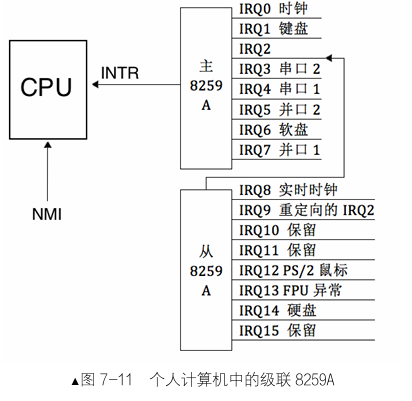 IRQ0 时钟
IRQ1 键盘
IRQ2
IRQ3 串口 2
IRQ4 串口 1
IRQ5 并口 2
IRQ6 软盘
IRQ7 并口 1
主
8259
A
INTR
CPU
NMI
IRQ8 实时时钟
IRQ9 重定向的 IRQ2
IRQ10 保留
IRQ11 保留
IRQ12 PS/2 鼠标
IRQ13 FPU 异常
IRQ14 硬盘
IRQ15 保留
从
8259
A
▲图 7-11 个人计算机中的级联 8259A